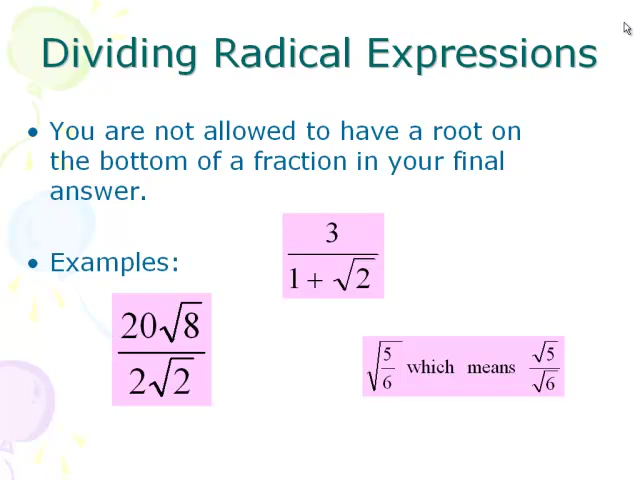 Dividing Radical Expressions
• You are not allowed to have a root on
the bottom of a fraction in your final
answer.
• Examples:
3
1 + √2
20√8
2√2
√5/6 which means √5/√6